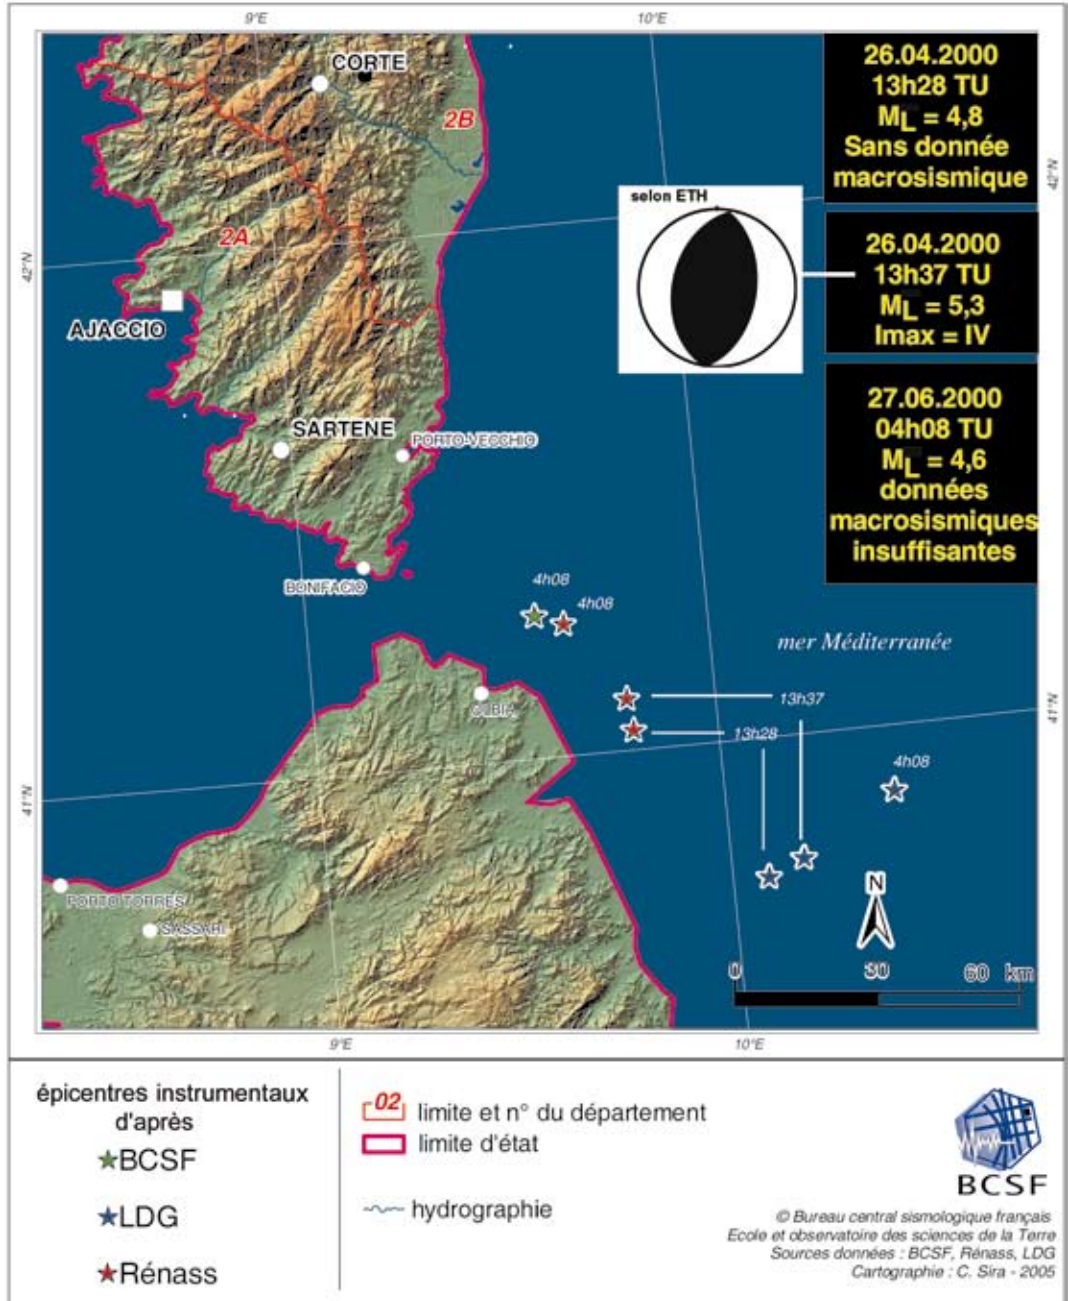 9°E
10°E
CORTE
2B
2A
42°N
42°N
AJACCIO
SARTENE
PORTO-VECCHIO
BONIFACIO
selon ETH
26.04.2000
13h28 TU
ML = 4,8
Sans donnée
macrosismique
26.04.2000
13h37 TU
ML = 5,3
Imax = IV
27.06.2000
04h08 TU
ML = 4,6
données
macrosismiques
insuffisantes
4h08
4h08
mer Méditerranée
13h37
13h28
4h08
OLBIA
41°N
41°N
PORTO TORRES
SASSARI
N
0 30 60 km
9°E
10°E
épicentres instrumentaux
d'après
BCSF
LDG
Rénass
02 limite et n° du département
limite d'état
hydrographie
BCSF
© Bureau central sismologique français
Ecole et observatoire des sciences de la Terre
Sources données : BCSF, Rénass, LDG
Cartographie : C. Sira - 2005